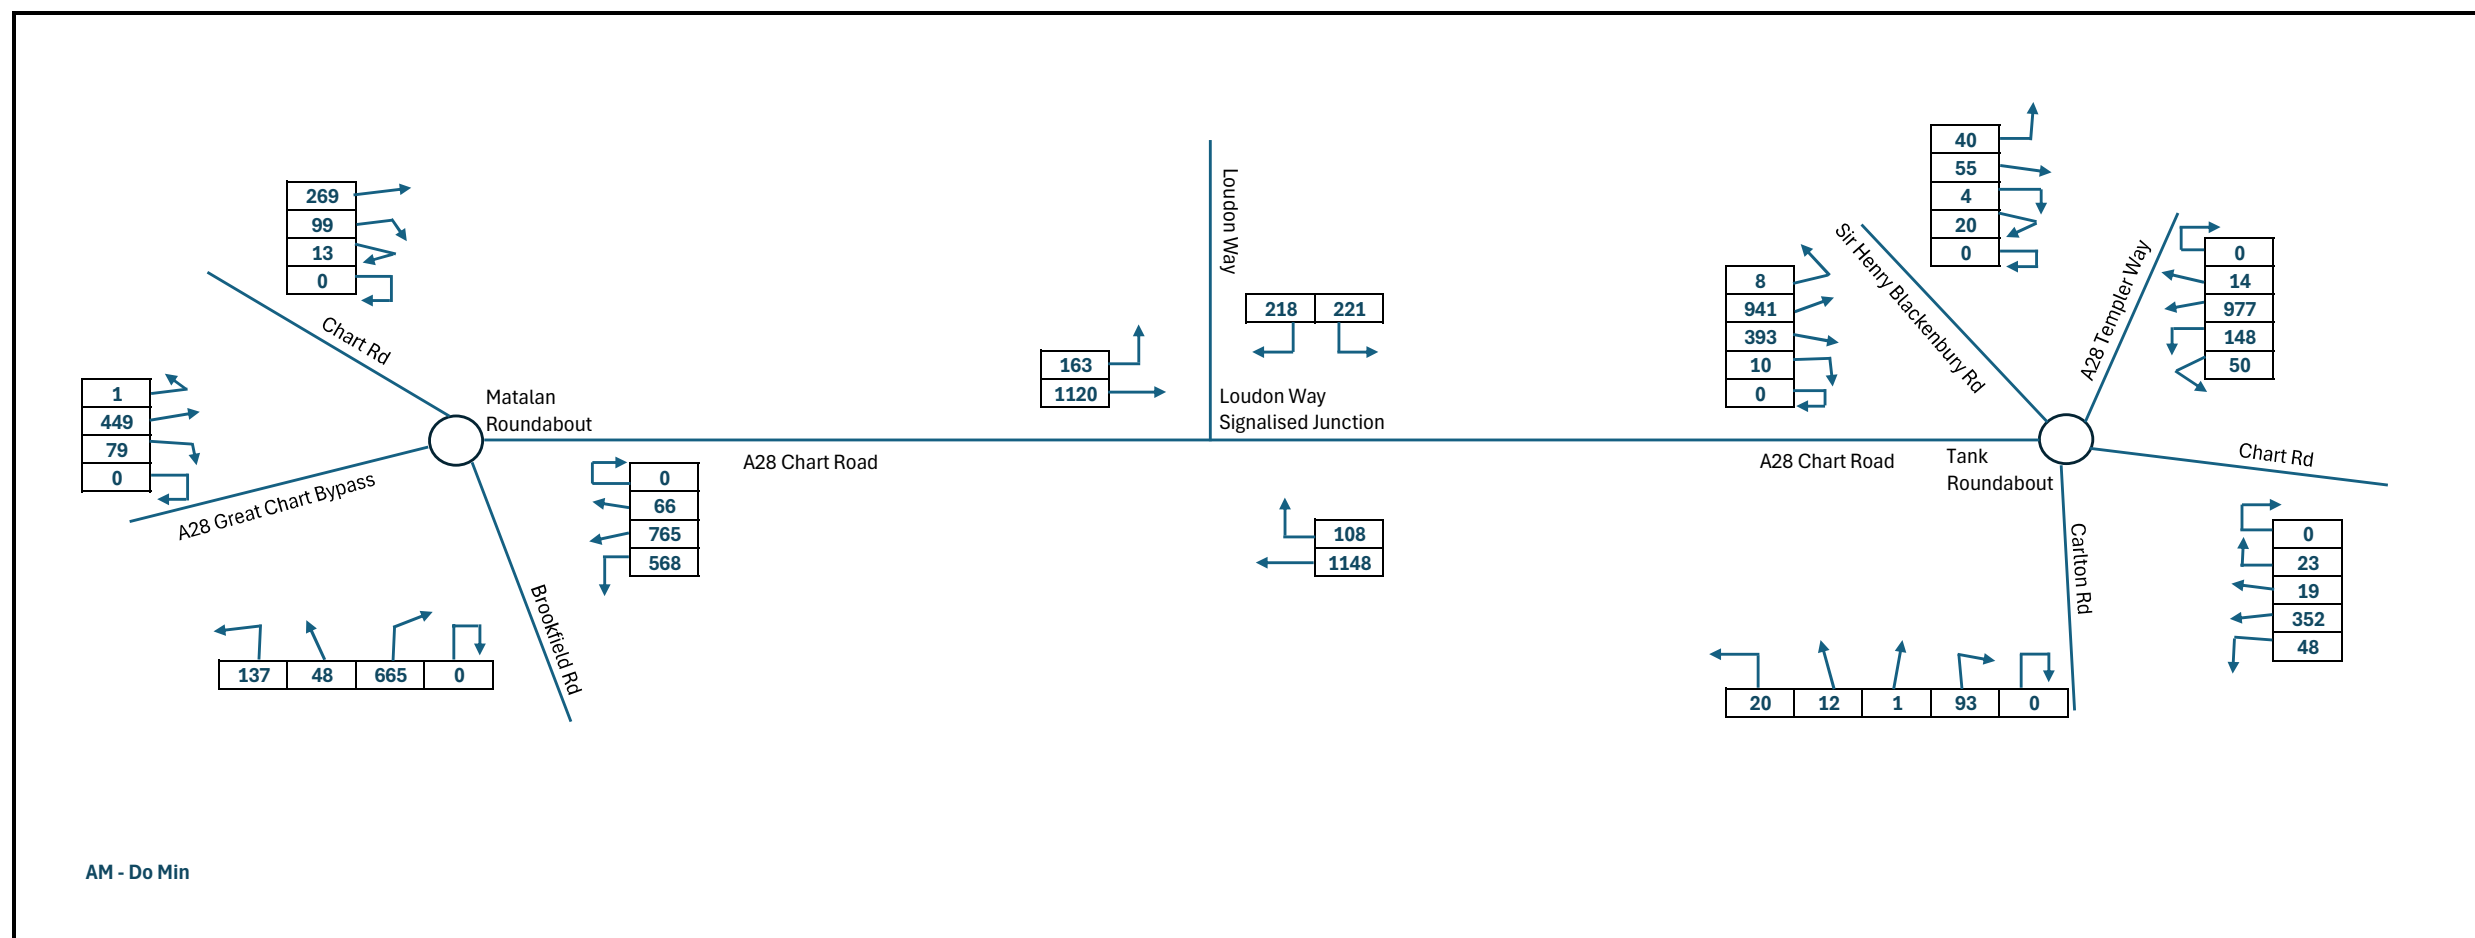 40
55
4
20
0
Loudon Way
269
99
13
0
Sir Henry Blackenbury Rd
A28 Templer Way
0
14
977
148
50
8
941
393
10
0
218 221
Chart Rd
163
1120
1
449
79
0
Matalan
Roundabout
Loudon Way
Signalised Junction
A28 Great Chart Bypass
A28 Chart Road
A28 Chart Road
Tank
Roundabout
Chart Rd
0
66
765
568
108
1148
Carlton Rd
0
23
19
352
48
Brookfield Rd
137 48 665 0
20 12 1 93 0
AM - Do Min